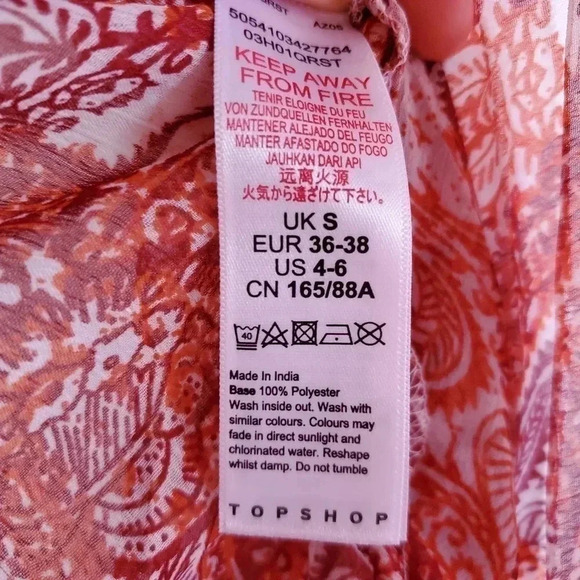 QRST AZ05
5054103427764
03H01QRST
KEEP AWAY
FROM FIRE
TENIR ELOIGNE DU FEU
VON ZUNDQUELLEN FERNHALTEN
MANTENER ALEJADO DEL FEUGO
MANTER AFASTADO DO FOGO
JAUHKAN DARI API
远离火源
火気から遠ざけて下さい。
UK S
EUR 36-38
US 4-6
CN 165/88A
40
Made In India
Base 100% Polyester
Wash inside out. Wash with
similar colours. Colours may
fade in direct sunlight and
chlorinated water. Reshape
whilst damp. Do not tumble
TOPSHOP